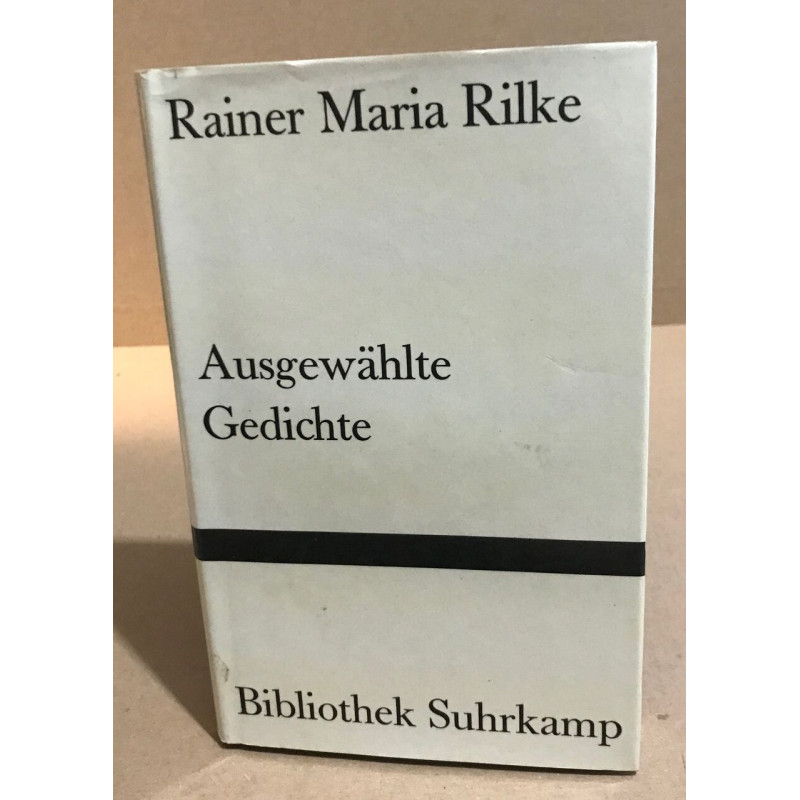 Rainer Maria Rilke
Ausgewählte
Gedichte
Bibliothek Suhrkamp